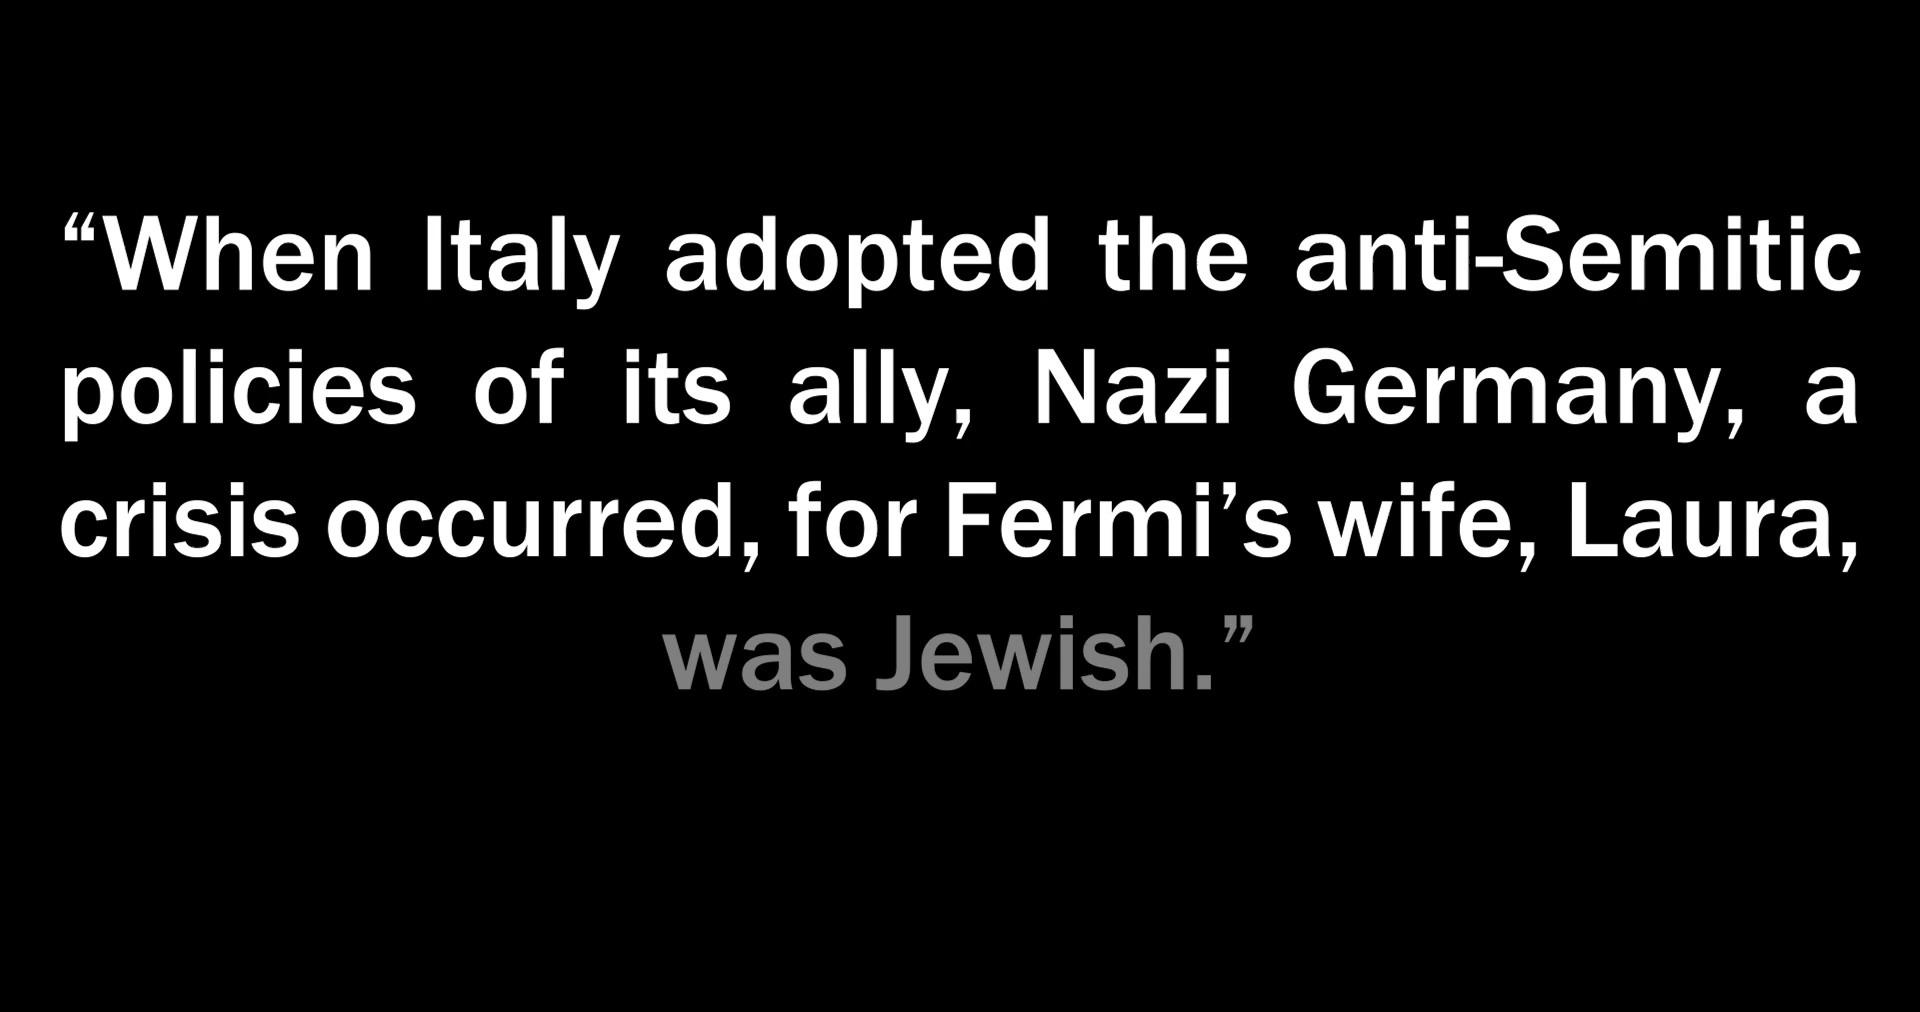 “When Italy adopted the anti-Semitic
policies of its ally, Nazi Germany, a
crisis occurred, for Fermi’s wife, Laura,
was Jewish.”